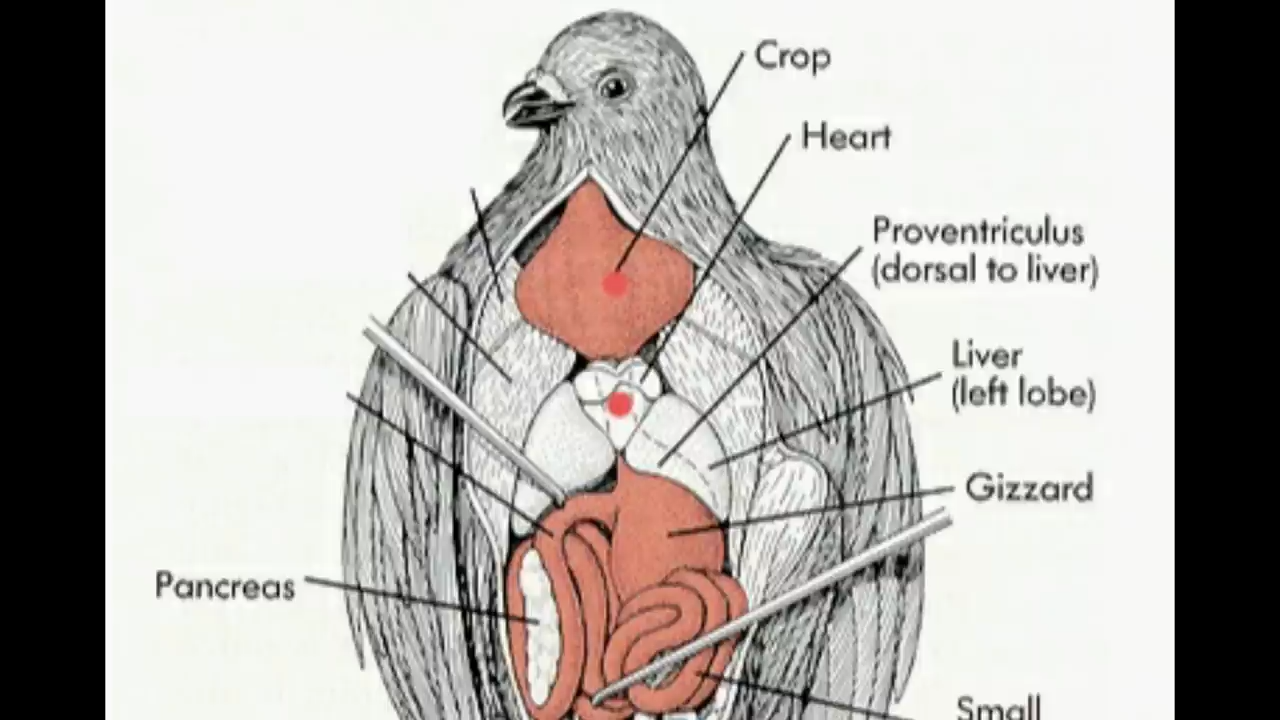 Crop
Heart
Proventriculus
(dorsal to liver)
Liver
(left lobe)
Gizzard
Pancreas
Small